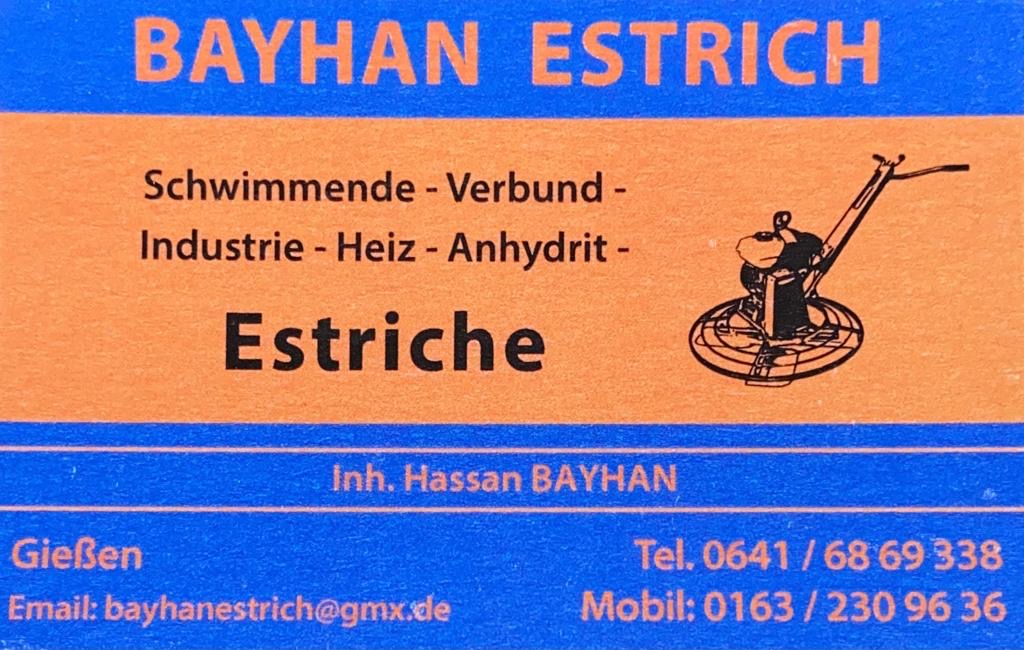 BAYHAN ESTRICH
Schwimmende - Verbund -
Industrie - Heiz - Anhydrit -
Estriche
Inh. Hassan BAYHAN
Gießen
Tel. 0641 / 68 69 338
Email: bayhanestrich@gmx.de
Mobil: 0163 / 230 96 36